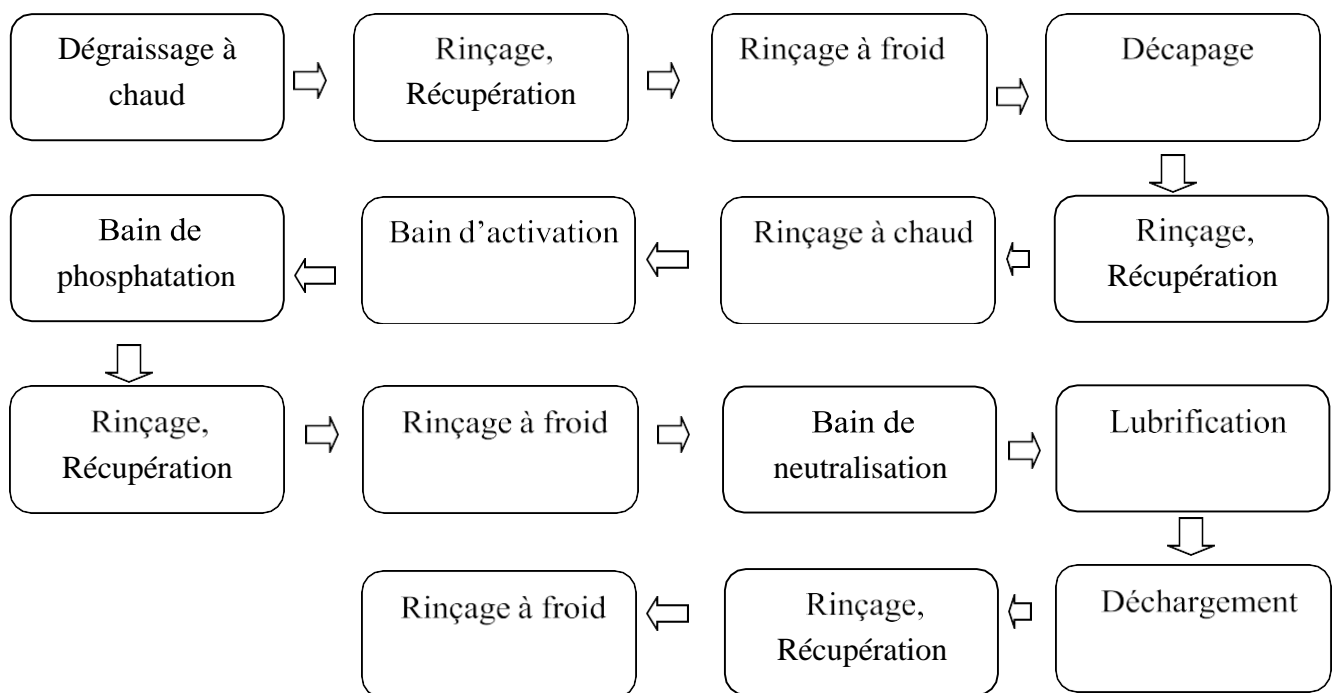 Dégraissage à
chaud
Rinçage,
Récupération
Rinçage à froid
Décapage
Rinçage,
Récupération
Rinçage à chaud
Bain d’activation
Bain de
phosphatation
Rinçage,
Récupération
Rinçage à froid
Bain de
neutralisation
Lubrification
Déchargement
Rinçage,
Récupération
Rinçage à froid